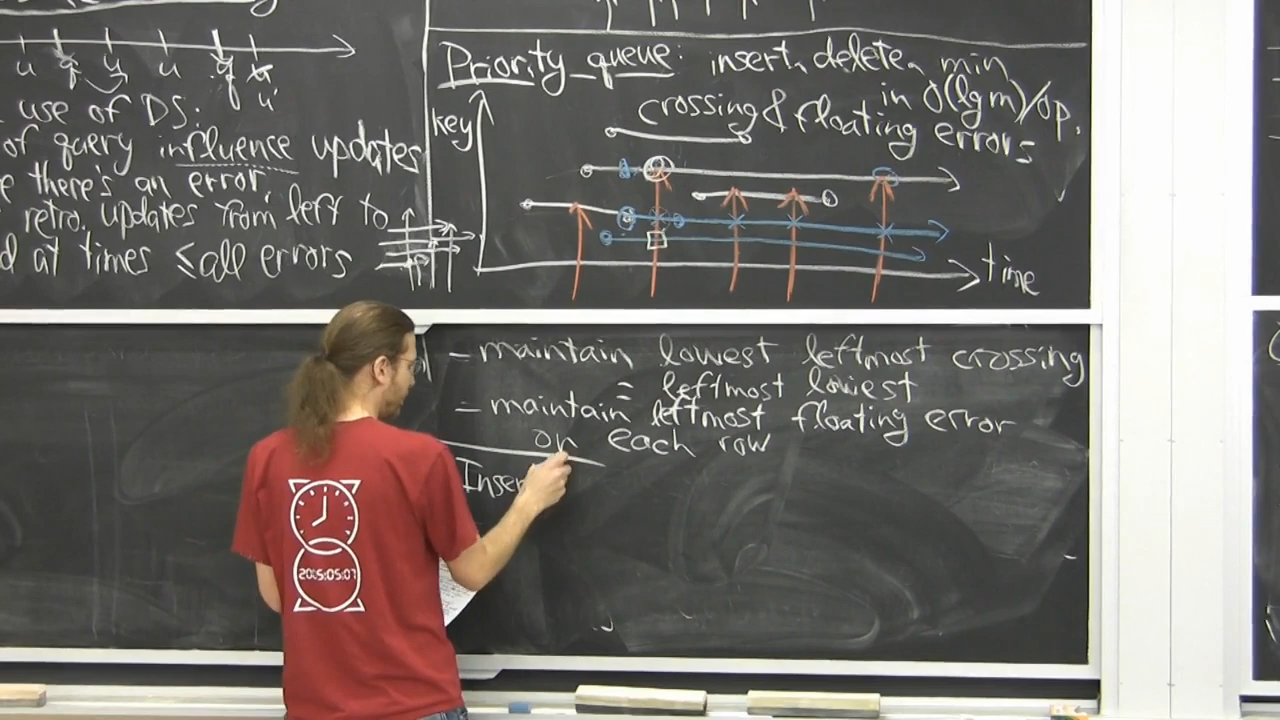 u u u u'
use of DS:
of query influence updates
there's an error,
retro. updates from left to
d at times ≤ all errors
Priority queue: insert, delete, min
in O(lg m)/op.
crossing & floating errors
key
time
- maintain lowest leftmost crossing
= leftmost lowest
- maintain leftmost floating error
on each row
Inser
2005:05:07